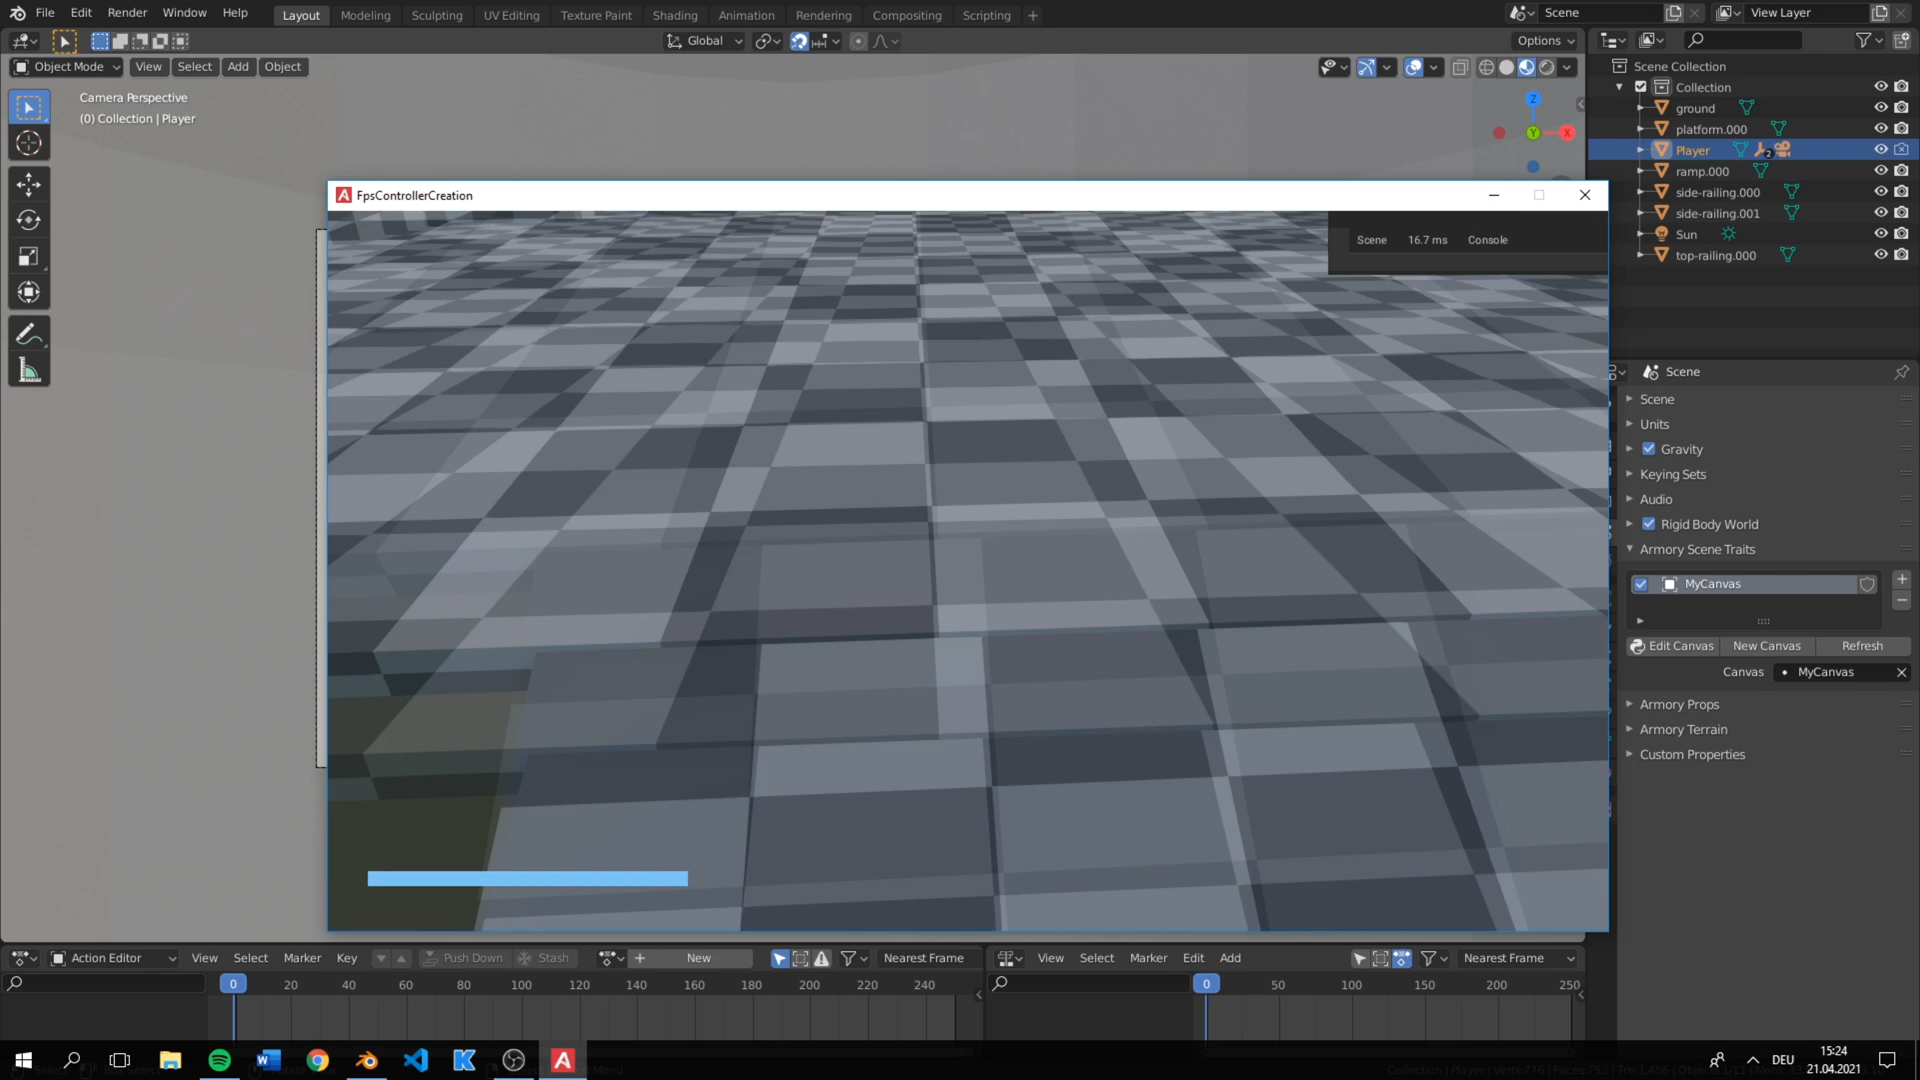 File Edit Render Window Help Layout Modeling Sculpting UV Editing Texture Paint Shading Animation Rendering Compositing Scripting Scene View Layer
Global Options
Object Mode View Select Add Object
Camera Perspective
(0) Collection | Player
Z
Y
X
Scene Collection
Collection
ground
platform.000
Player 2
ramp.000
side-railing.000
side-railing.001
Sun
top-railing.000
FpsControllerCreation
Scene 16.7 ms Console
Scene
Scene
Units
Gravity
Keying Sets
Audio
Rigid Body World
Armory Scene Traits
MyCanvas
Edit Canvas New Canvas Refresh
Canvas MyCanvas
Armory Props
Armory Terrain
Custom Properties
Action Editor View Select Marker Key Push Down Stash New Nearest Frame
0 20 40 60 80 100 120 140 160 180 200 220 240
View Select Marker Edit Add Nearest Frame
0 50 100 150 200 250
DEU
15:24
21.04.2021